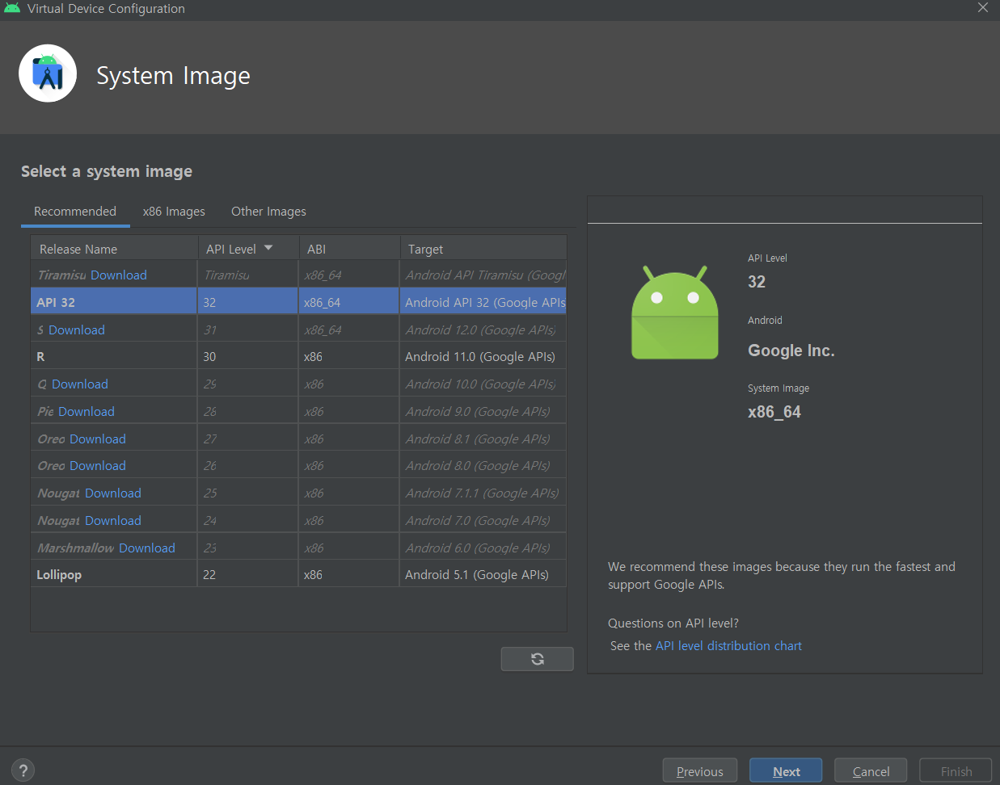 Virtual Device Configuration
System Image
Select a system image
Recommended x86 Images Other Images
Release Name API Level ABI Target
Tiramisu Download Tiramisu x86_64 Android API Tiramisu (Googl
API 32 32 x86_64 Android API 32 (Google APIs
S Download 31 x86_64 Android 12.0 (Google APIs)
R 30 x86 Android 11.0 (Google APIs)
Q Download 29 x86 Android 10.0 (Google APIs)
Pie Download 28 x86 Android 9.0 (Google APIs)
Oreo Download 27 x86 Android 8.1 (Google APIs)
Oreo Download 26 x86 Android 8.0 (Google APIs)
Nougat Download 25 x86 Android 7.1.1 (Google APIs)
Nougat Download 24 x86 Android 7.0 (Google APIs)
Marshmallow Download 23 x86 Android 6.0 (Google APIs)
Lollipop 22 x86 Android 5.1 (Google APIs)
API Level
32
Android
Google Inc.
System Image
x86_64
We recommend these images because they run the fastest and
support Google APIs.
Questions on API level?
See the API level distribution chart
?
Previous Next Cancel Finish